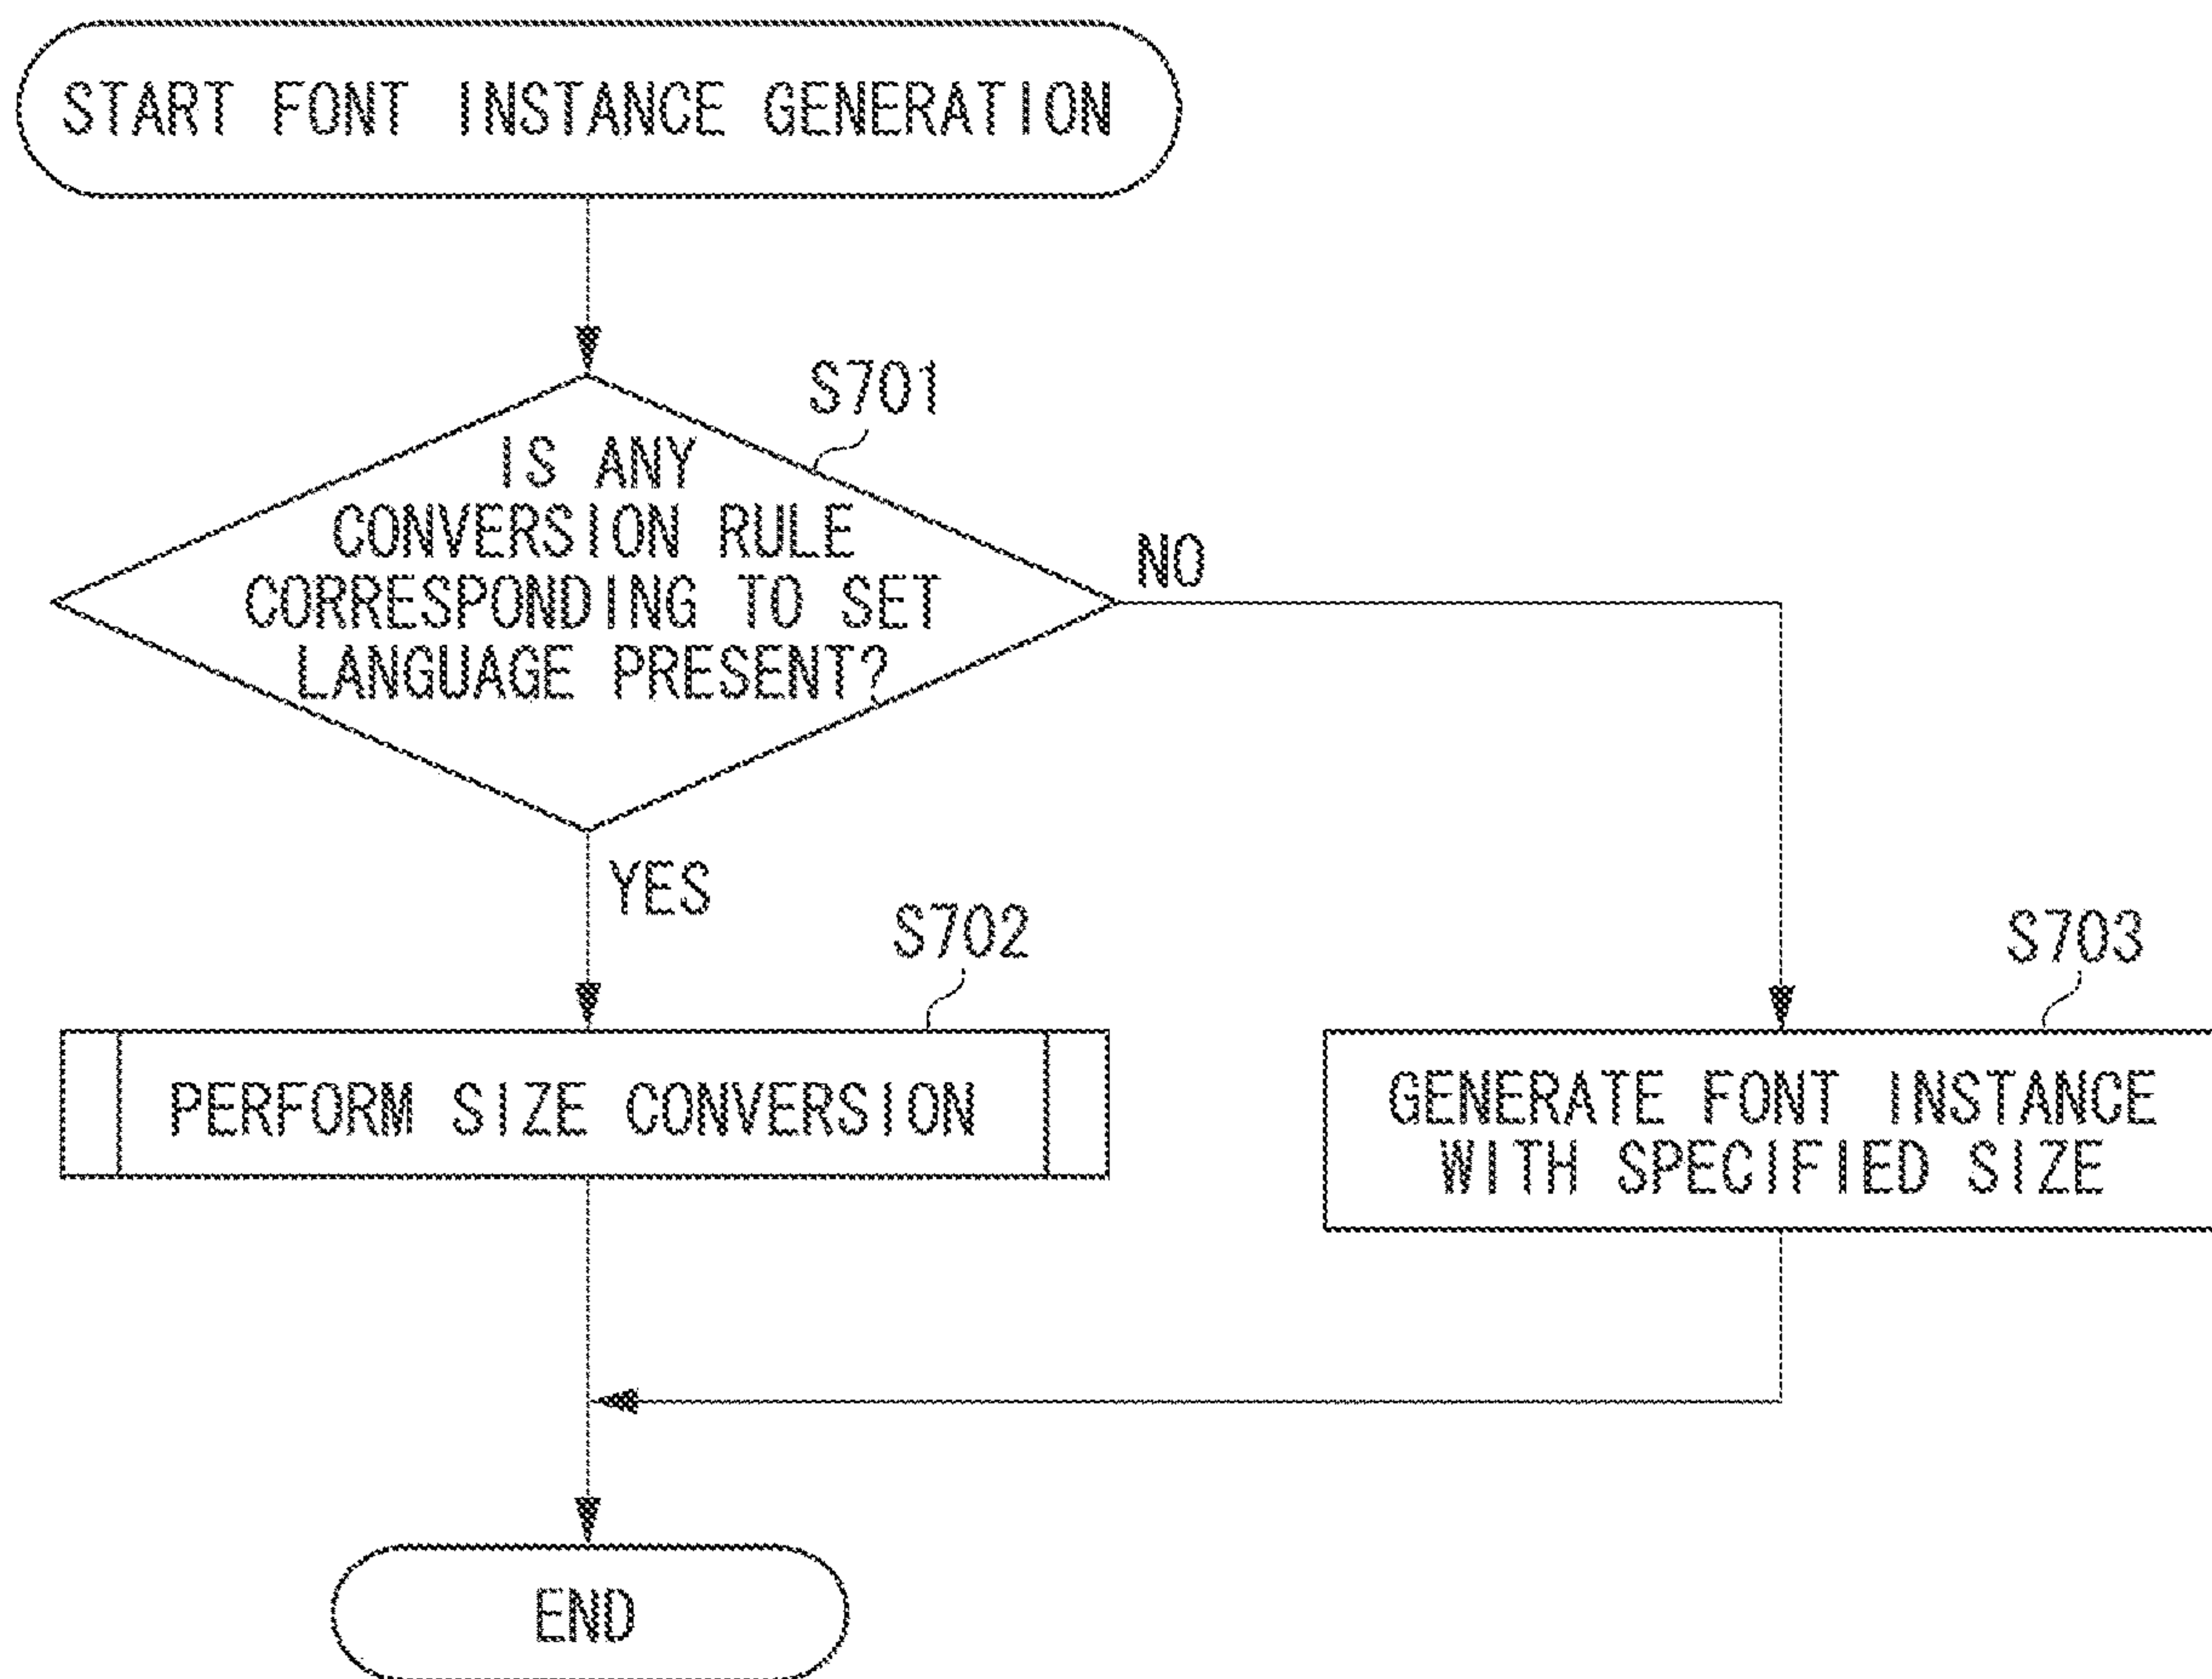 START FONT INSTANCE GENERATION
S701
IS ANY
CONVERSION RULE
CORRESPONDING TO SET
LANGUAGE PRESENT?
NO
YES
S702
PERFORM SIZE CONVERSION
S703
GENERATE FONT INSTANCE
WITH SPECIFIED SIZE
END